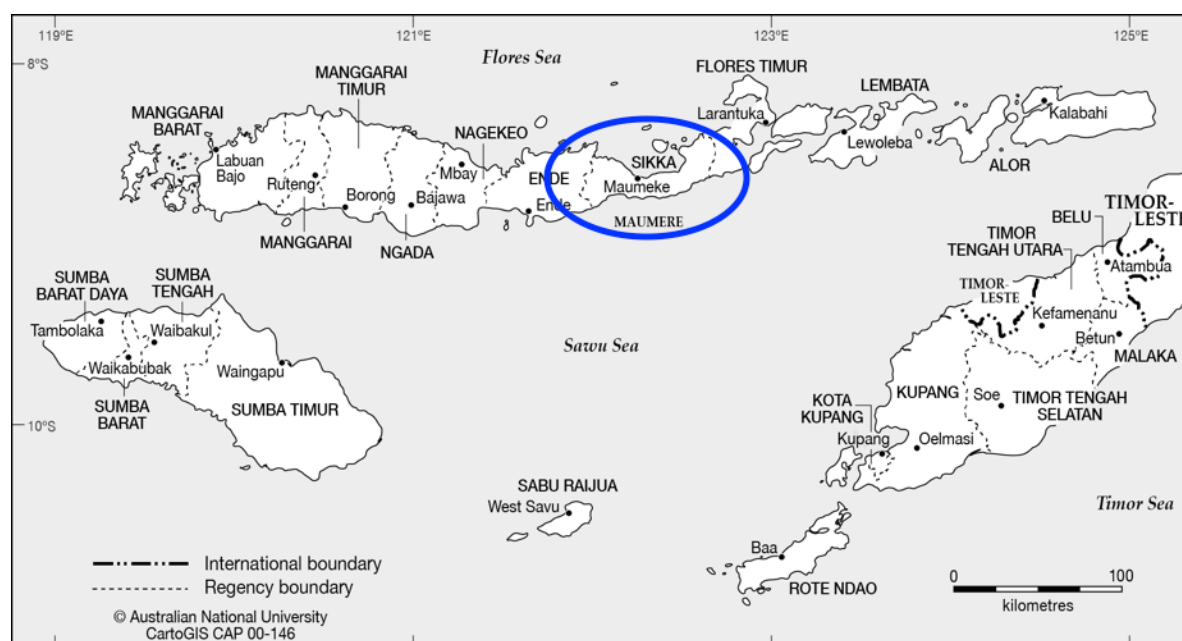 119°E
121°E
123°E
125°E
8°S
Flores Sea
MANGGARAI
TIMUR
FLORES TIMUR
LEMBATA
MANGGARAI
BARAT
NAGEKEO
Larantuka
Kalabahi
Labuan
Bajo
Mbay
SIKKA
Lewoleba
ALOR
Ruteng
ENDE
Maumeke
Borong
Bajawa
Ende
MAUMERE
MANGGARAI
NGADA
TIMOR-
LESTE
BELU
TIMOR
TENGAH UTARA
Atambua
SUMBA
BARAT DAYA
SUMBA
TENGAH
TIMOR-
LESTE
Tambolaka
Waibakul
Kefamenanu
Betun
Sawu Sea
MALAKA
Waikabubak
Waingapu
SUMBA
BARAT
SUMBA TIMUR
KUPANG
Soe
TIMOR TENGAH
SELATAN
KOTA
KUPANG
10°S
Kupang
Oelmasi
SABU RAIJUA
West Savu
Timor Sea
Baa
ROTE NDAO
International boundary
Regency boundary
0
100
kilometres
© Australian National University
CartoGIS CAP 00-146